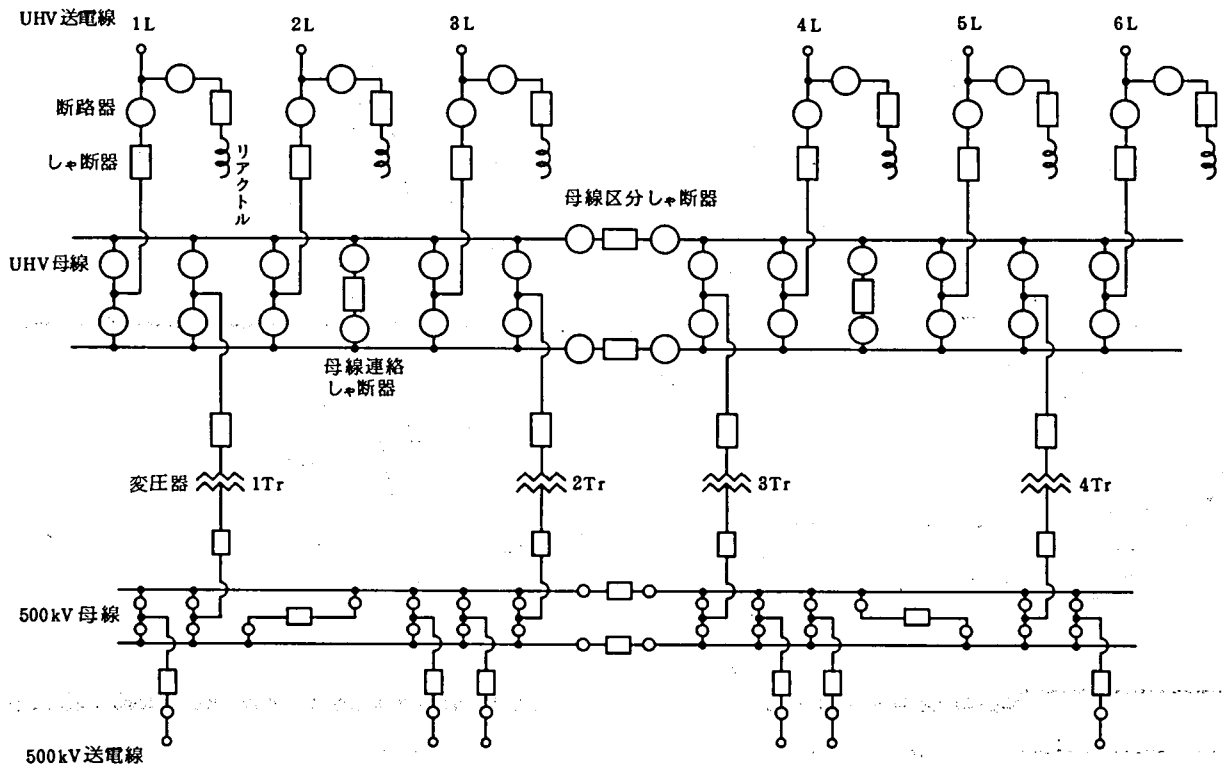 UHV送電線
1L
2L
3L
4L
5L
6L
断路器
しゃ断器
リアクトル
母線区分しゃ断器
UHV母線
母線連絡
しゃ断器
変圧器
1Tr
2Tr
3Tr
4Tr
500kV母線
500kV送電線